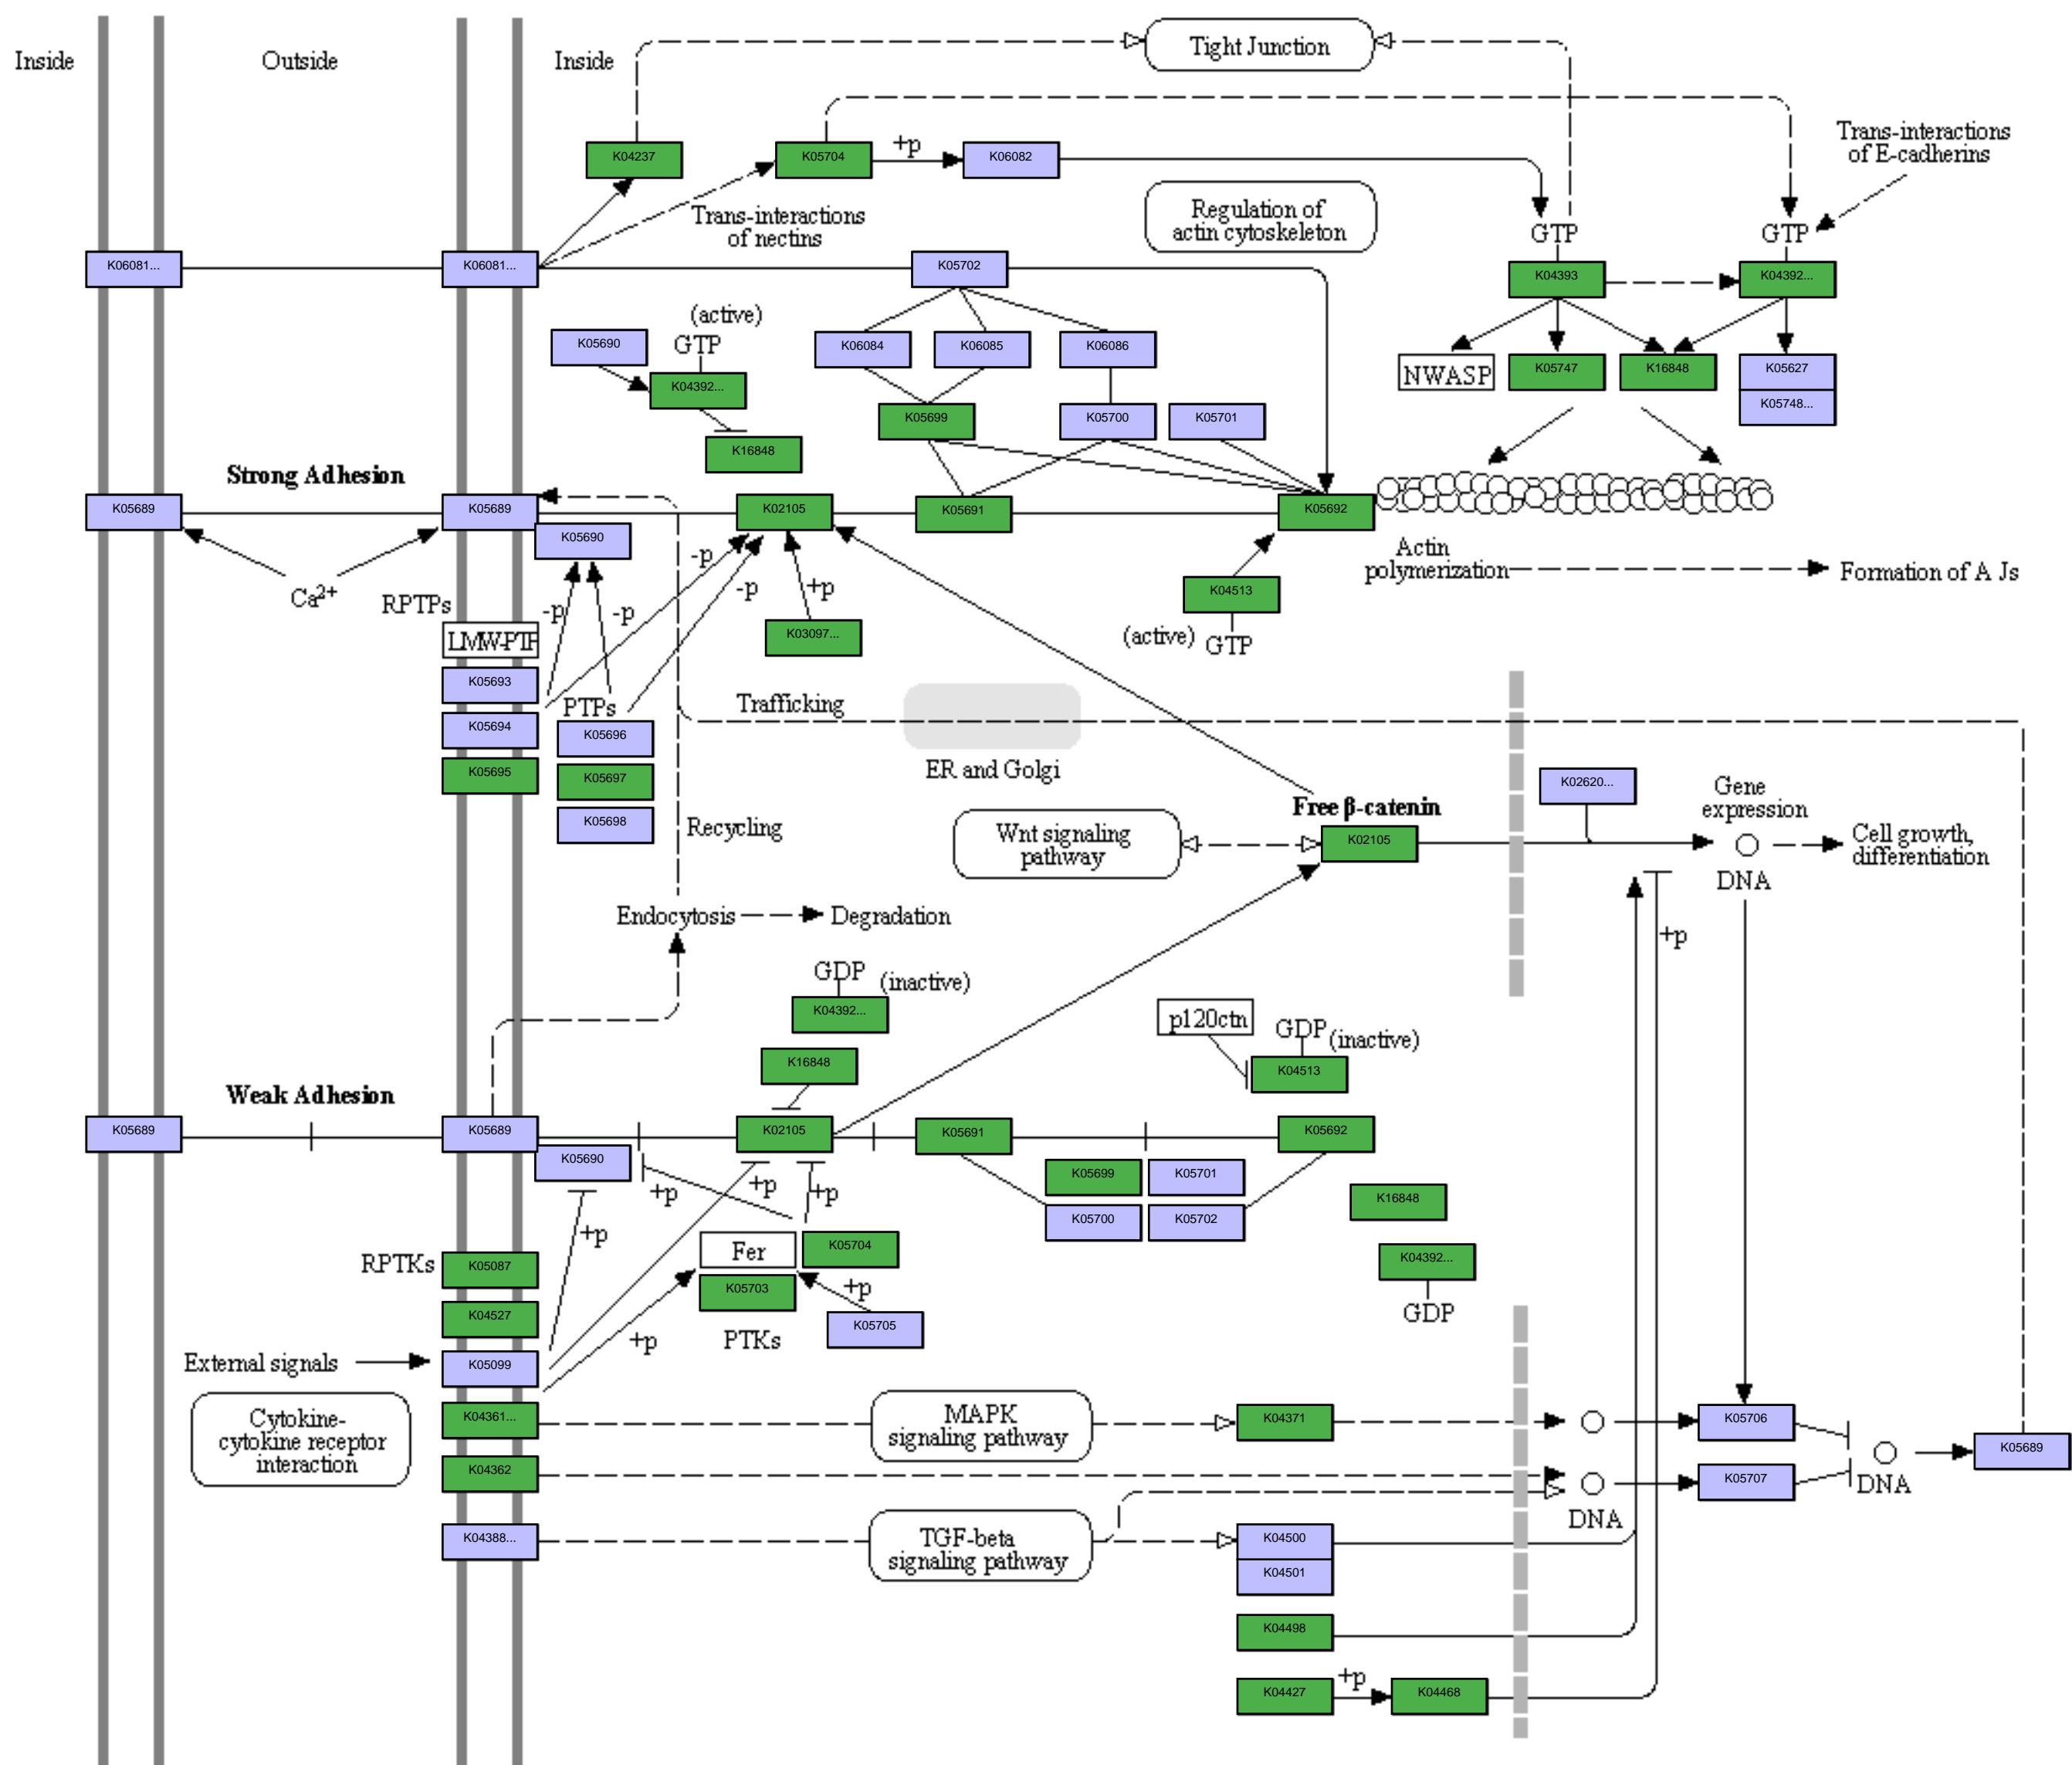 Inside
Outside
Inside
Tight Junction
K04237
K05704
+p
K06082
Trans-interactions
of E-cadherins
Trans-interactions
of nectins
Regulation of
actin cytoskeleton
GTP
GTP
K06081...
K06081...
K05702
K04393
K04392...
(active)
GTP
K05690
K06084
K06085
K06086
K04392...
NWASP
K05747
K16848
K05627
K05748...
K05699
K05700
K05701
K16848
Strong Adhesion
K05689
K05689
K02105
K05691
K05692
K05690
Ca2+
RPTPs
-p
-p
-p
-p
+p
Actin
polymerization
Formation of A Js
K04513
(active)
GTP
LMW-PTP
K03097...
K05693
K05694
K05695
PTPs
K05696
K05697
K05698
Trafficking
ER and Golgi
Recycling
Free β-catenin
Wnt signaling
pathway
K02105
K02620...
Gene
expression
DNA
Cell growth,
differentiation
+p
Endocytosis
Degradation
GDP
(inactive)
K04392...
p120ctn
GDP
(inactive)
K04513
K16848
Weak Adhesion
K05689
K05689
K02105
K05691
K05692
K05690
+p
+p
+p
+p
K05699
K05701
K05700
K05702
K16848
K04392...
GDP
Fer
K05704
K05703
+p
K05705
PTKs
+p
RPTKs
K05087
K04527
External signals
K05099
Cytokine-
cytokine receptor
interaction
K04361...
K04362
K04388...
MAPK
signaling pathway
K04371
K05706
K05707
DNA
DNA
K05689
TGF-beta
signaling pathway
K04500
K04501
K04498
K04427
+p
K04468